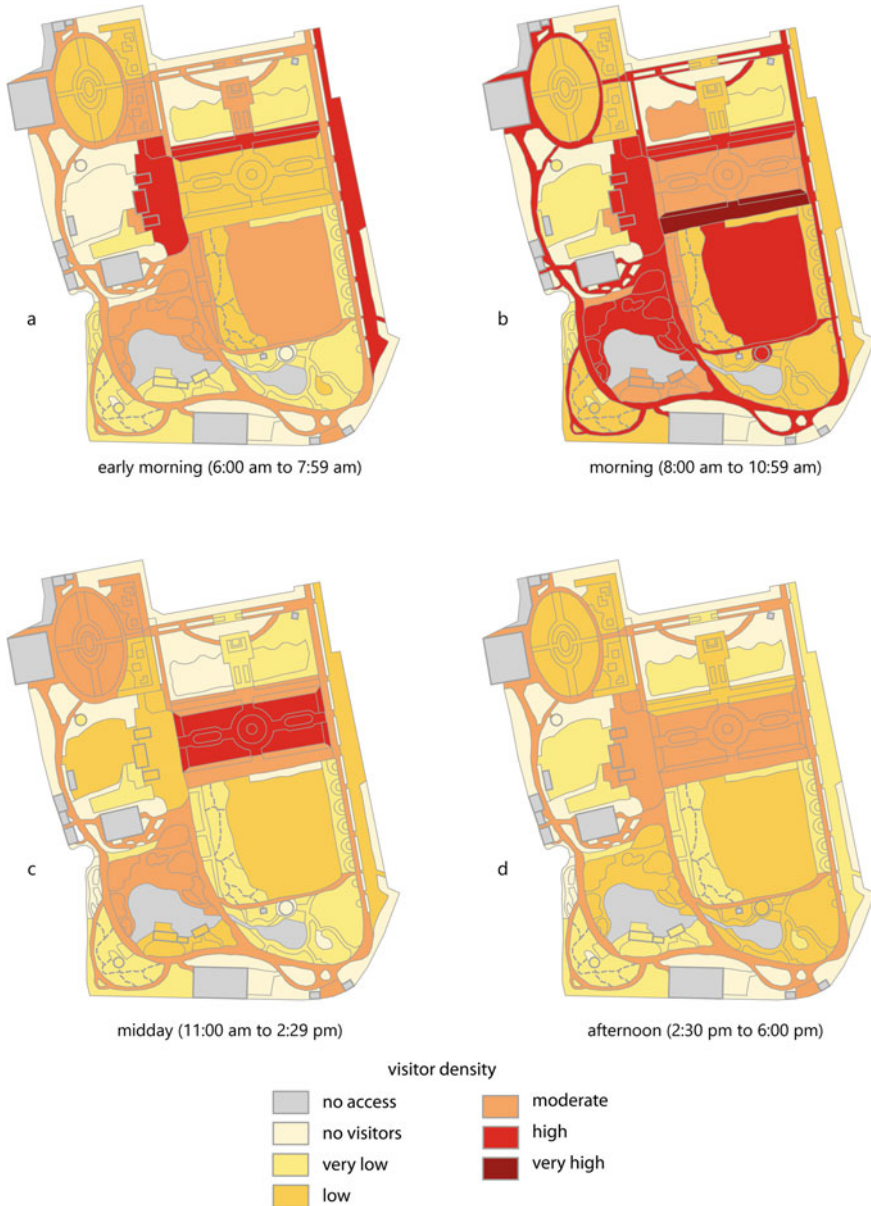 a
early morning (6:00 am to 7:59 am)
b
morning (8:00 am to 10:59 am)
c
midday (11:00 am to 2:29 pm)
d
afternoon (2:30 pm to 6:00 pm)
visitor density
no access
no visitors
very low
low
moderate
high
very high